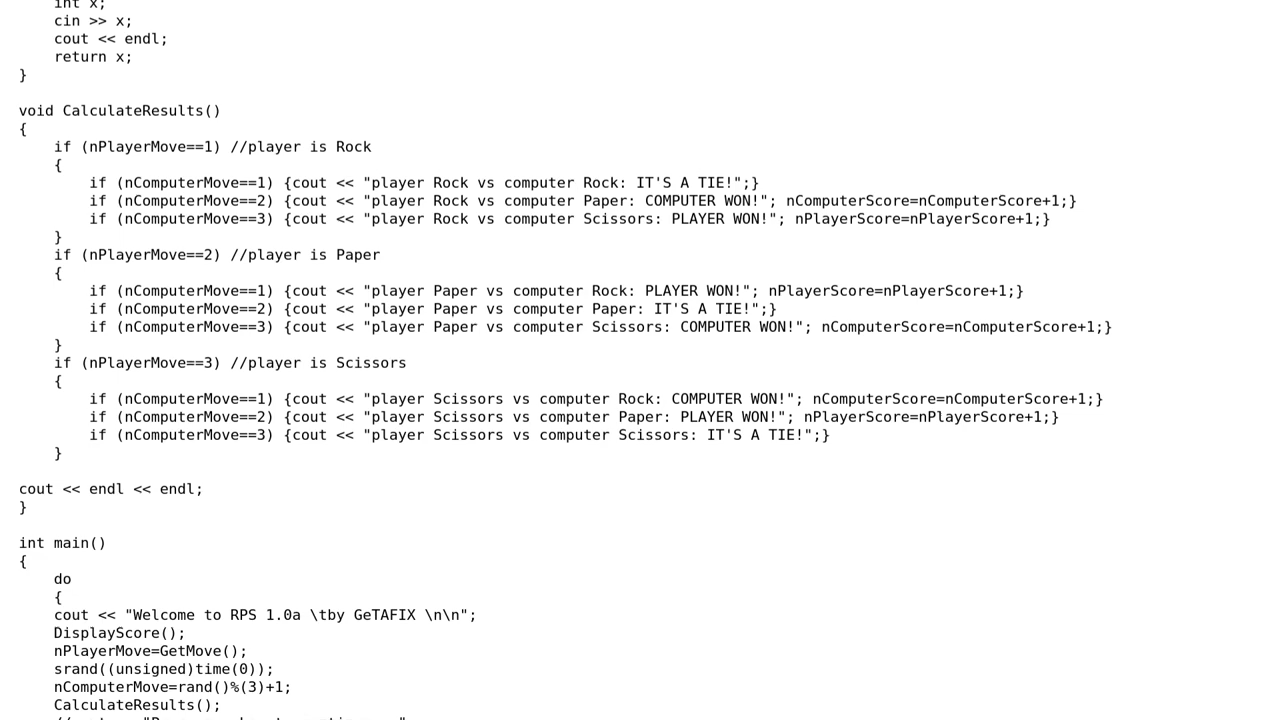 int x;
    cin >> x;
    cout << endl;
    return x;
}

void CalculateResults()
{
    if (nPlayerMove==1) //player is Rock
    {
        if (nComputerMove==1) {cout << "player Rock vs computer Rock: IT'S A TIE!";}
        if (nComputerMove==2) {cout << "player Rock vs computer Paper: COMPUTER WON!"; nComputerScore=nComputerScore+1;}
        if (nComputerMove==3) {cout << "player Rock vs computer Scissors: PLAYER WON!"; nPlayerScore=nPlayerScore+1;}
    }
    if (nPlayerMove==2) //player is Paper
    {
        if (nComputerMove==1) {cout << "player Paper vs computer Rock: PLAYER WON!"; nPlayerScore=nPlayerScore+1;}
        if (nComputerMove==2) {cout << "player Paper vs computer Paper: IT'S A TIE!";}
        if (nComputerMove==3) {cout << "player Paper vs computer Scissors: COMPUTER WON!"; nComputerScore=nComputerScore+1;}
    }
    if (nPlayerMove==3) //player is Scissors
    {
        if (nComputerMove==1) {cout << "player Scissors vs computer Rock: COMPUTER WON!"; nComputerScore=nComputerScore+1;}
        if (nComputerMove==2) {cout << "player Scissors vs computer Paper: PLAYER WON!"; nPlayerScore=nPlayerScore+1;}
        if (nComputerMove==3) {cout << "player Scissors vs computer Scissors: IT'S A TIE!";}
    }

cout << endl << endl;
}

int main()
{
    do
    {
    cout << "Welcome to RPS 1.0a \tby GeTAFIX \n\n";
    DisplayScore();
    nPlayerMove=GetMove();
    srand((unsigned)time(0));
    nComputerMove=rand()%(3)+1;
    CalculateResults();